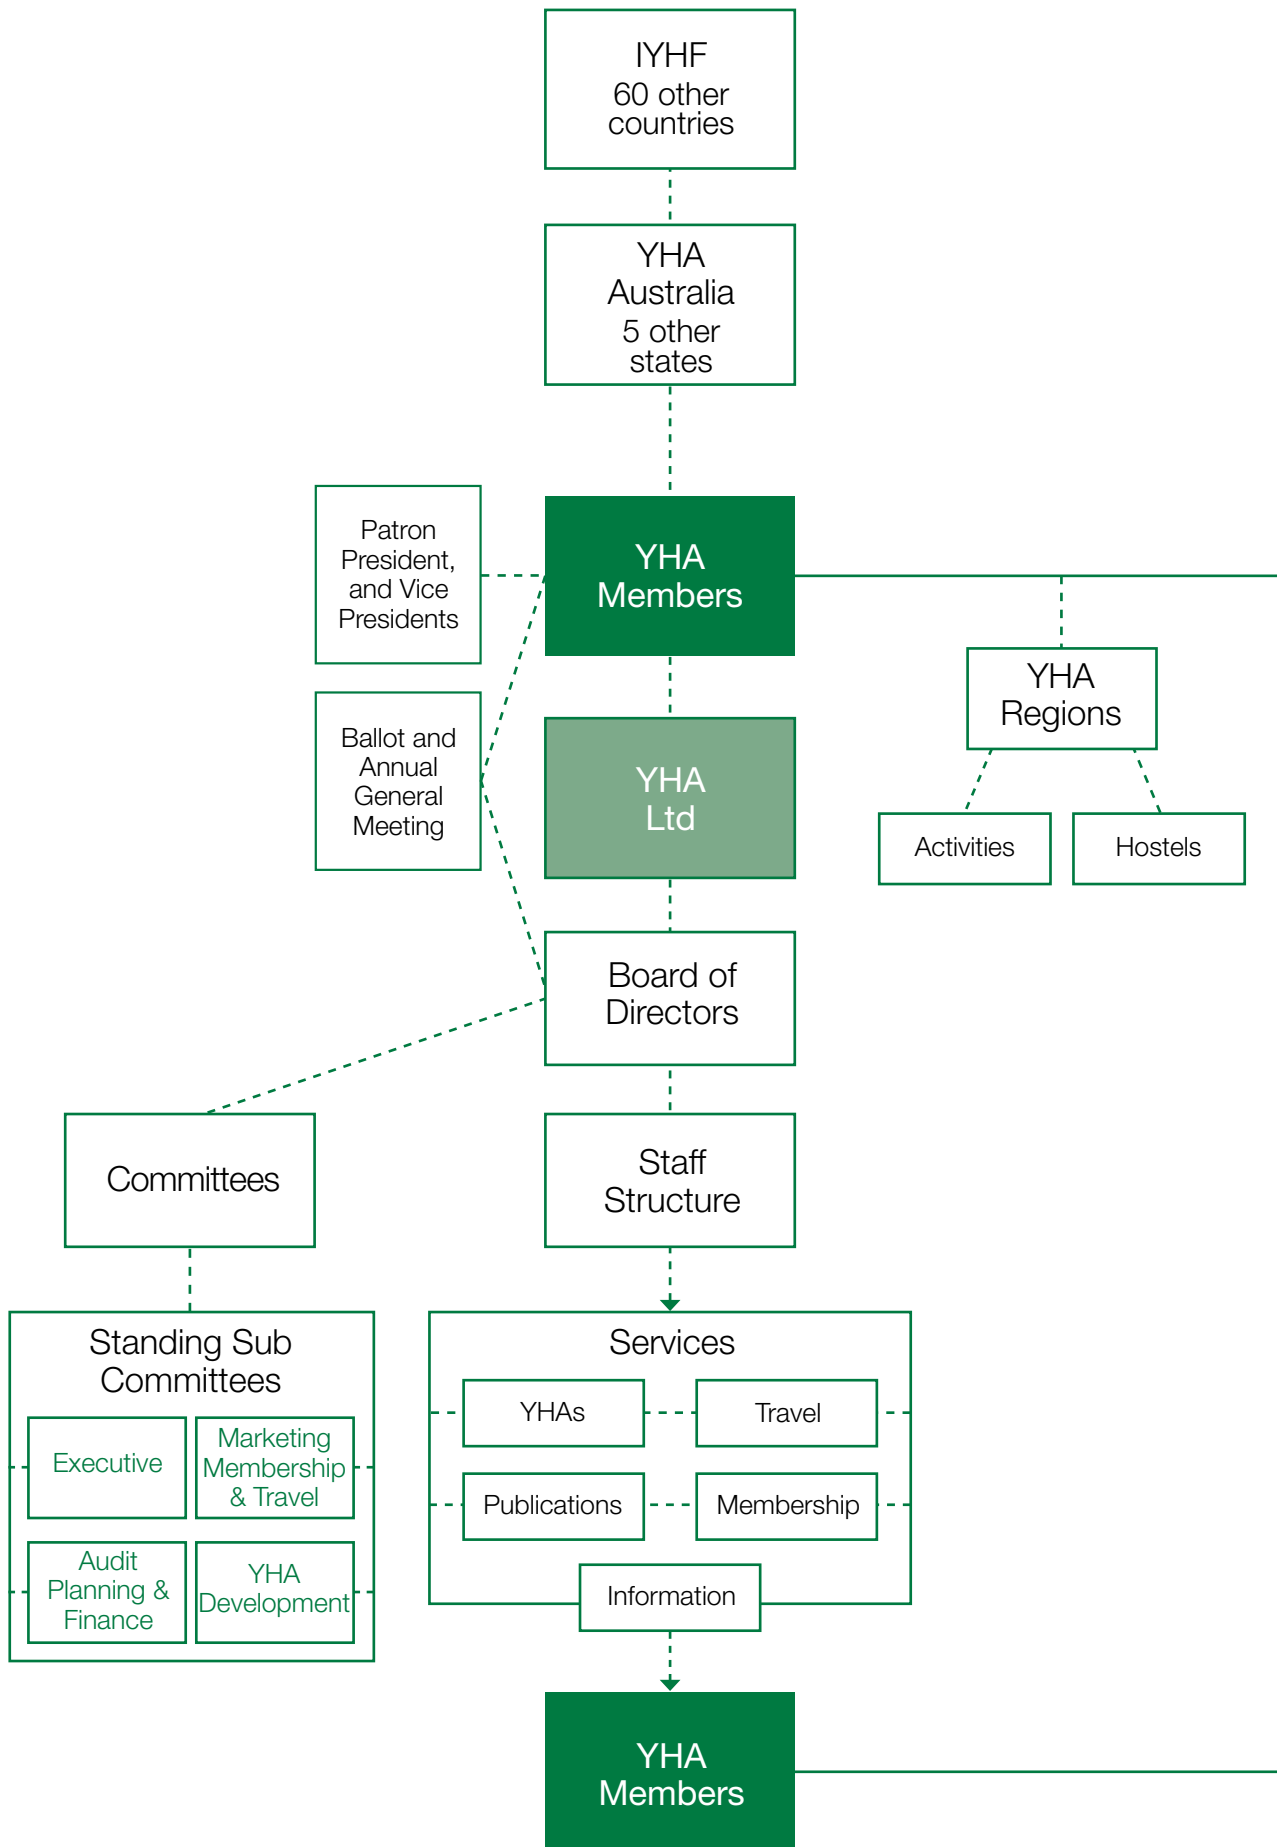 IYHF
60 other
countries
YHA
Australia
5 other
states
Patron
President,
and Vice
Presidents
YHA
Members
YHA
Regions
Ballot and
Annual
General
Meeting
YHA
Ltd
Activities
Hostels
Board of
Directors
Committees
Staff
Structure
Standing Sub
Committees
Executive
Marketing
Membership
& Travel
Audit
Planning &
Finance
YHA
Development
Services
YHAs
Travel
Publications
Membership
Information
YHA
Members